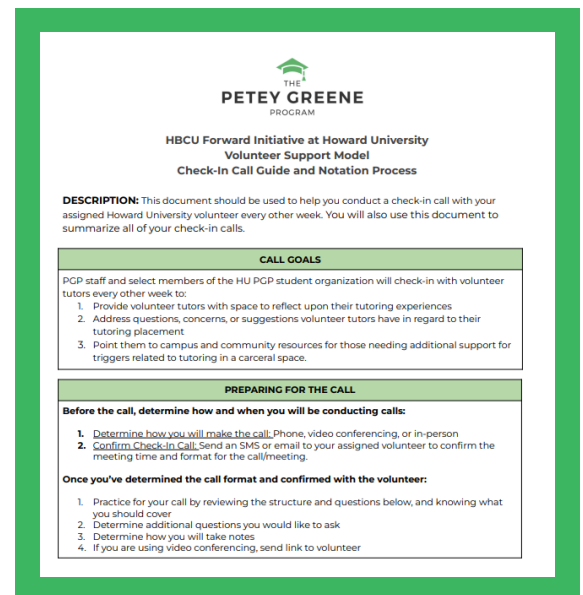 THE
PETEY GREENE
PROGRAM
HBCU Forward Initiative at Howard University
Volunteer Support Model
Check-In Call Guide and Notation Process
DESCRIPTION: This document should be used to help you conduct a check-in call with your
assigned Howard University volunteer every other week. You will also use this document to
summarize all of your check-in calls.
CALL GOALS
PGP staff and select members of the HU PGP student organization will check-in with volunteer
tutors every other week to:
1. Provide volunteer tutors with space to reflect upon their tutoring experiences
2. Address questions, concerns, or suggestions volunteer tutors have in regard to their
tutoring placement
3. Point them to campus and community resources for those needing additional support for
triggers related to tutoring in a carceral space.
PREPARING FOR THE CALL
Before the call, determine how and when you will be conducting calls:
1. Determine how you will make the call: Phone, video conferencing, or in-person
2. Confirm Check-In Call: Send an SMS or email to your assigned volunteer to confirm the
meeting time and format for the call/meeting.
Once you've determined the call format and confirmed with the volunteer:
1. Practice for your call by reviewing the structure and questions below, and knowing what
you should cover
2. Determine additional questions you would like to ask
3. Determine how you will take notes
4. If you are using video conferencing, send link to volunteer